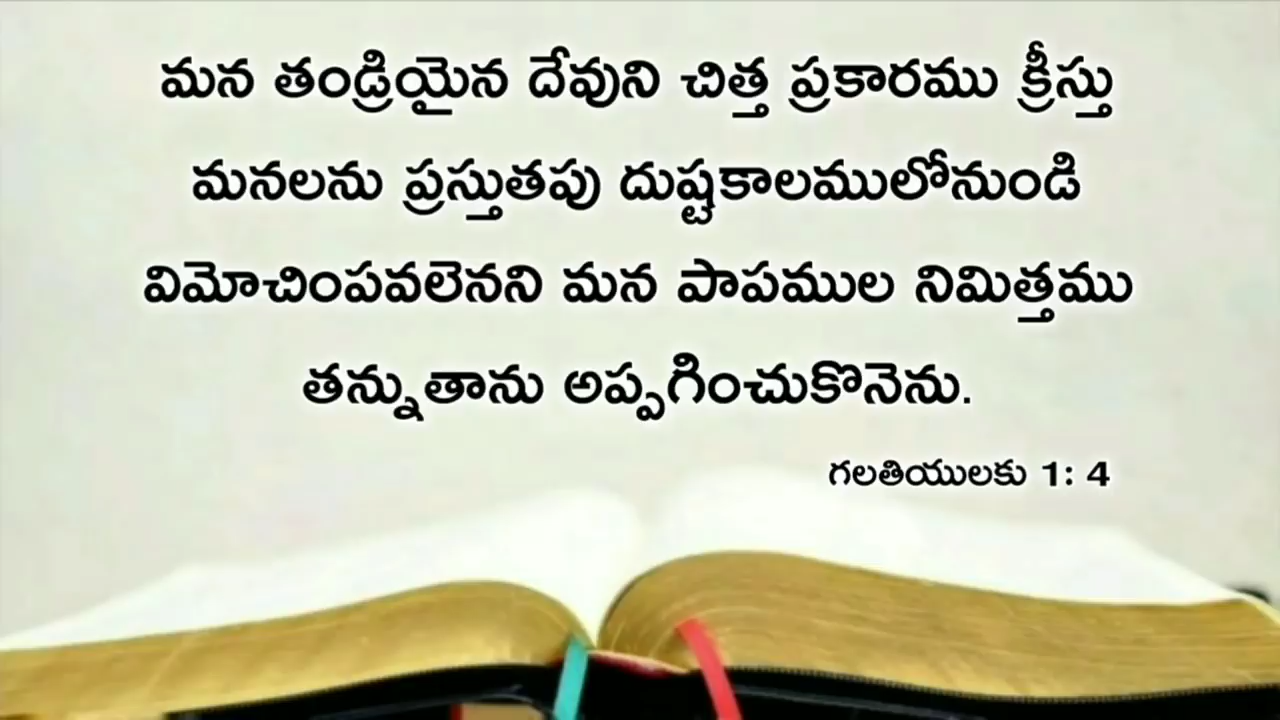 మన తండ్రియైన దేవుని చిత్త ప్రకారము క్రీస్తు
మనలను ప్రస్తుతపు దుష్టకాలములోనుండి
విమోచింపవలెనని మన పాపముల నిమిత్తము
తన్నుతాను అప్పగించుకొనెను.
గలతియులకు 1: 4